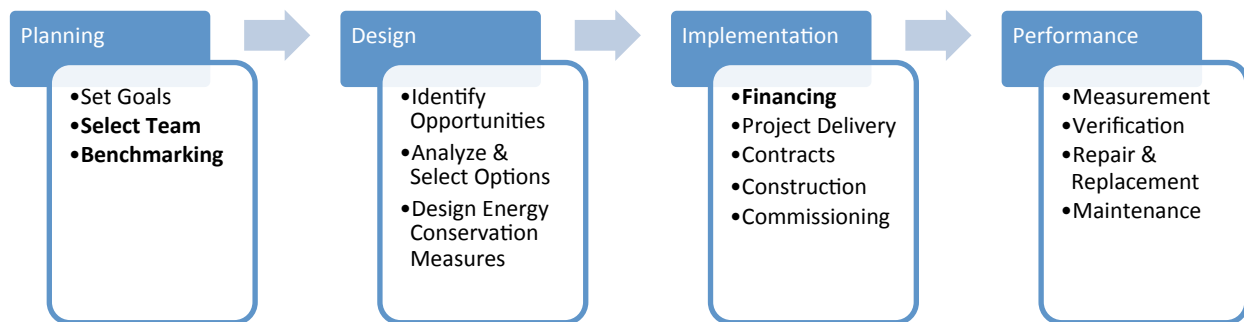 Planning
•Set Goals
•Select Team
•Benchmarking
Design
•Identify
Opportunities
•Analyze &
Select Options
•Design Energy
Conservation
Measures
Implementation
•Financing
•Project Delivery
•Contracts
•Construction
•Commissioning
Performance
•Measurement
•Verification
•Repair &
Replacement
•Maintenance